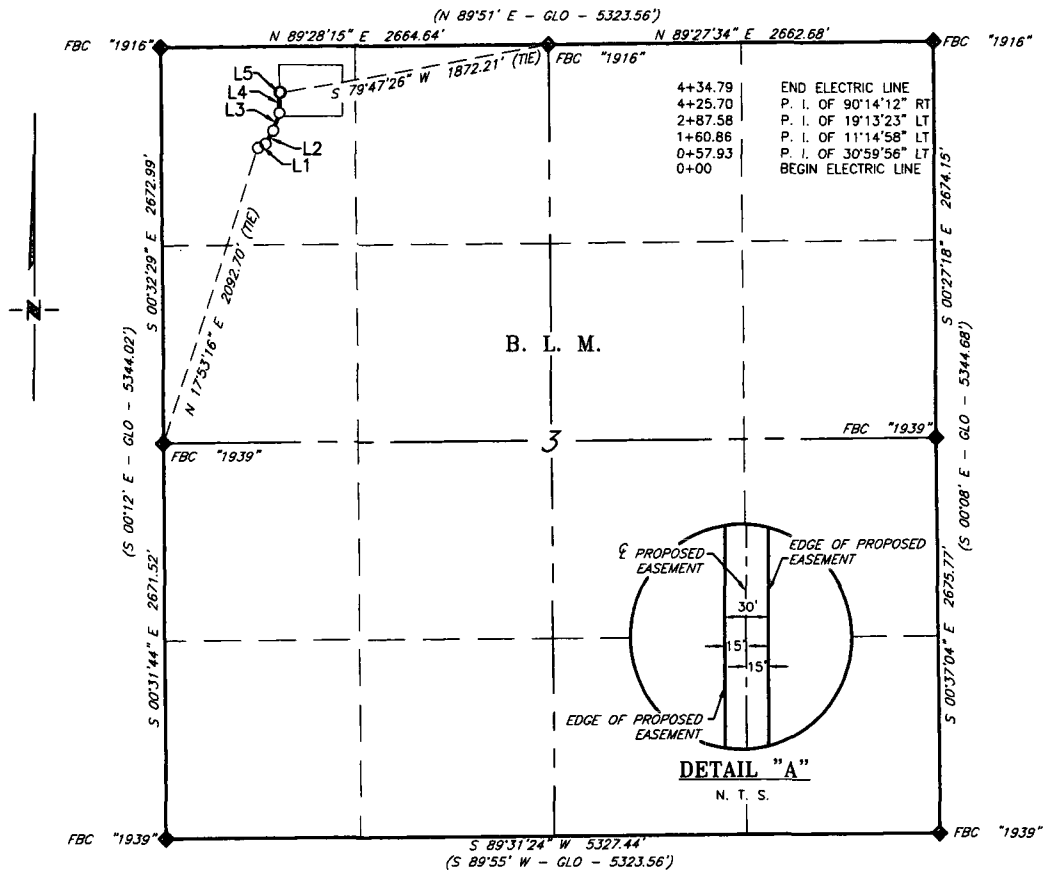 (N 89°51' E - GLO - 5323.56')
N 89°28'15" E 2664.64'
N 89°27'34" E 2662.68'
FBC "1916"
FBC "1916"
FBC "1916"
L5
L4
L3
L2
L1
S 79°47'26" W 1872.21' (TIE)
4+34.79 END ELECTRIC LINE
4+25.70 P. I. OF 90°14'12" RT
2+87.58 P. I. OF 19°13'23" LT
1+60.86 P. I. OF 11°14'58" LT
0+57.93 P. I. OF 30°59'56" LT
0+00 BEGIN ELECTRIC LINE
S 00°32'29" E 2672.99'
N 17°53'16" E 2092.70' (TIE)
S 00°27'18" E 2674.15'
N
B. L. M.
(S 00°12' E - GLO - 5344.02')
(S 00°08' E - GLO - 5344.68')
FBC "1939"
3
FBC "1939"
S 00°31'44" E 2671.52'
S 00°37'04" E 2675.77'
℄ PROPOSED
EASEMENT
EDGE OF PROPOSED
EASEMENT
30'
15'
15'
EDGE OF PROPOSED
EASEMENT
DETAIL "A"
N. T. S.
FBC "1939"
FBC "1939"
S 89°31'24" W 5327.44'
(S 89°55' W - GLO - 5323.56')